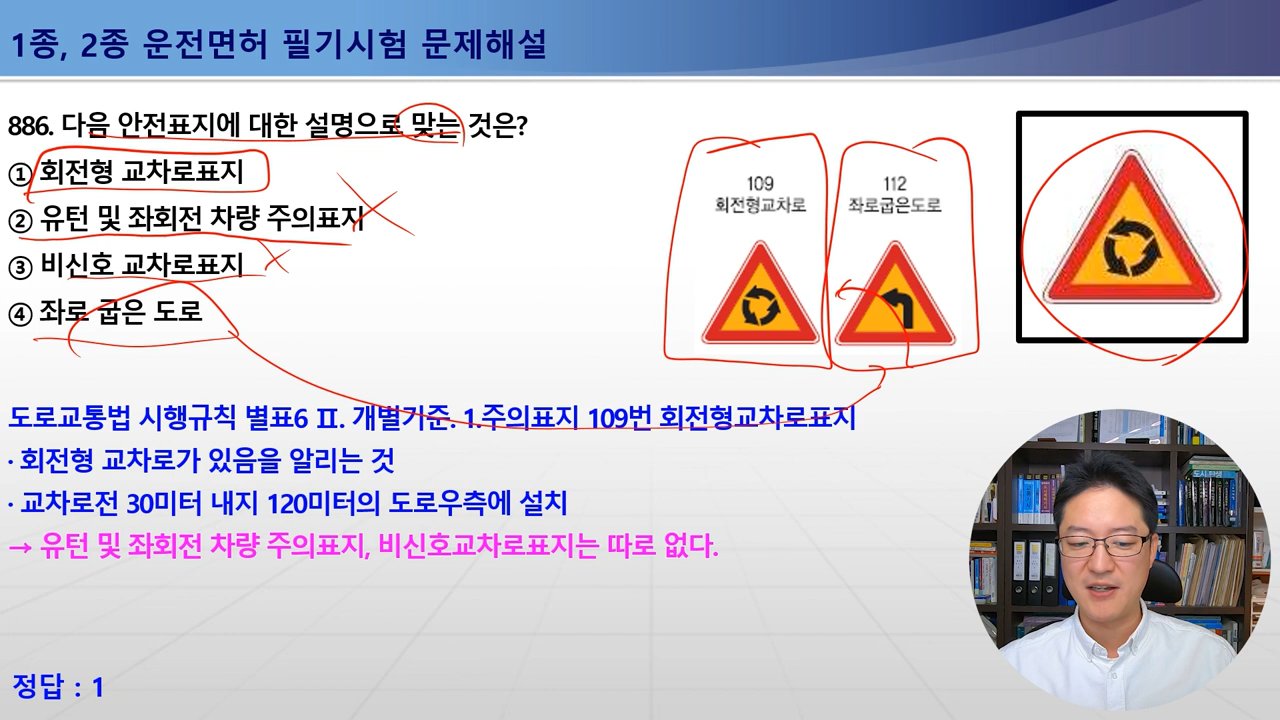 1종, 2종 운전면허 필기시험 문제해설
886. 다음 안전표지에 대한 설명으로 맞는 것은?
① 회전형 교차로표지
② 유턴 및 좌회전 차량 주의표지
③ 비신호 교차로표지
④ 좌로 굽은 도로
109
회전형교차로
112
좌로굽은도로
도로교통법 시행규칙 별표6 Ⅱ. 개별기준. 1.주의표지 109번 회전형교차로표지
· 회전형 교차로가 있음을 알리는 것
· 교차로전 30미터 내지 120미터의 도로우측에 설치
→ 유턴 및 좌회전 차량 주의표지, 비신호교차로표지는 따로 없다.
정답 : 1